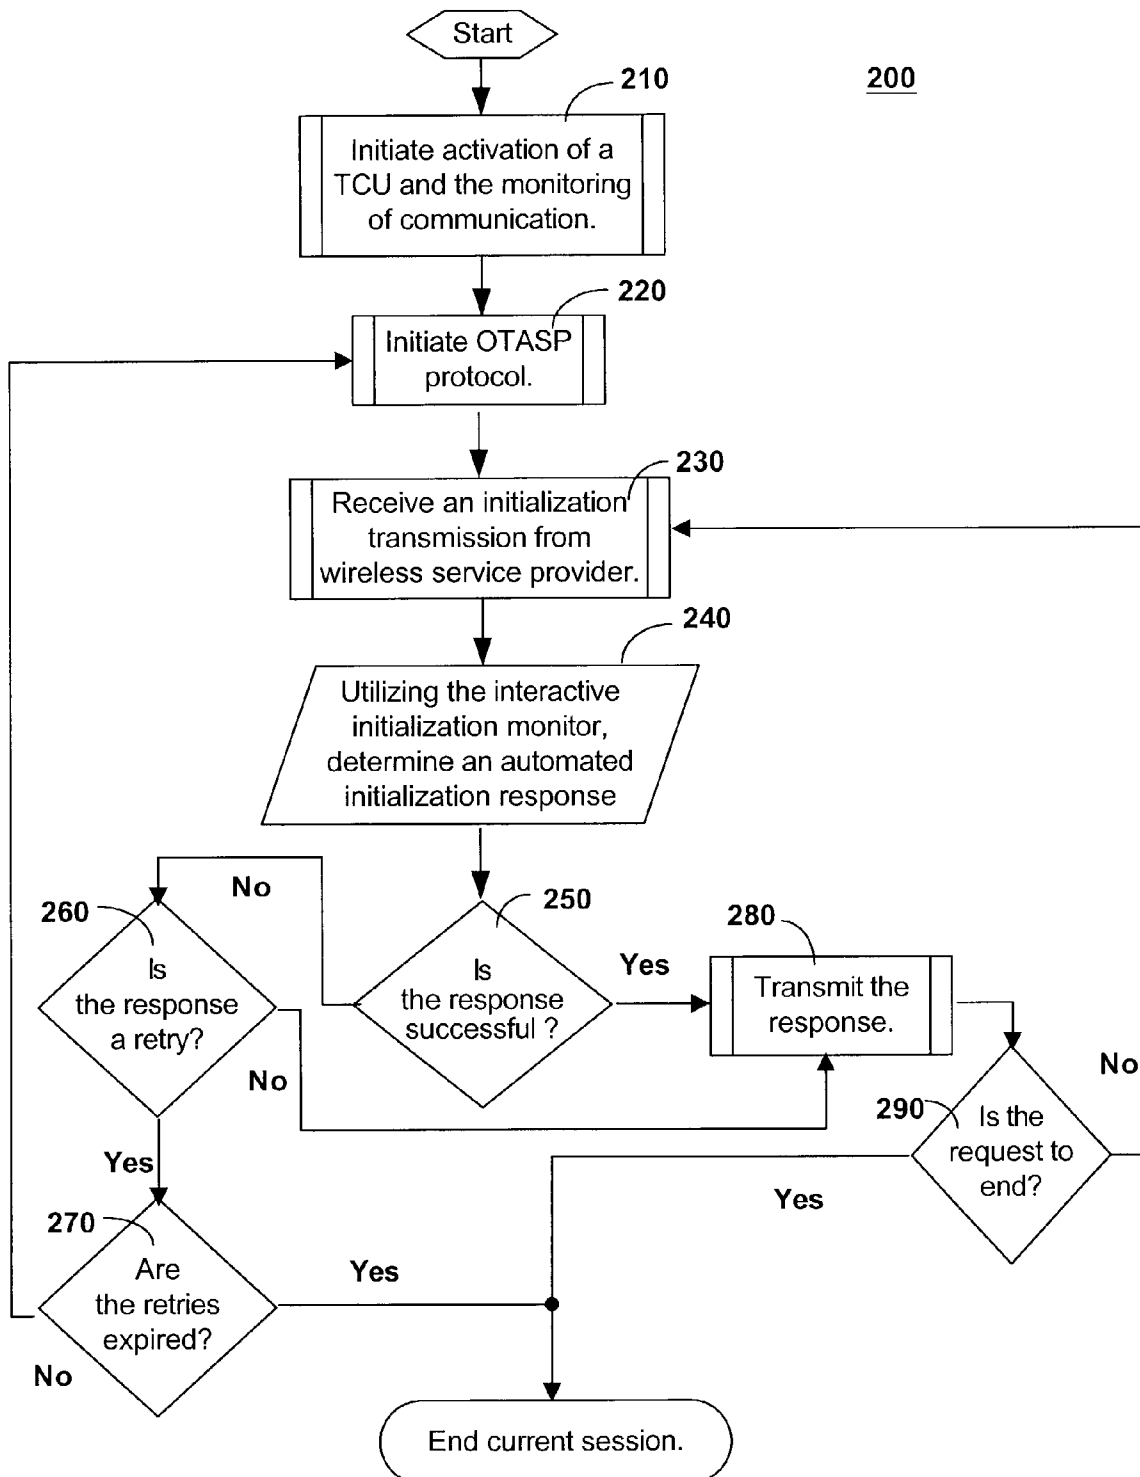 Start
200
210
Initiate activation of a
TCU and the monitoring
of communication.
220
Initiate OTASP
protocol.
230
Receive an initialization
transmission from
wireless service provider.
240
Utilizing the interactive
initialization monitor,
determine an automated
initialization response
No
250
260
280
Is
the response
a retry?
Is
the response
successful ?
Yes
Transmit the
response.
No
No
290
Is the
request to
end?
Yes
Yes
270
Are
the retries
expired?
Yes
No
End current session.